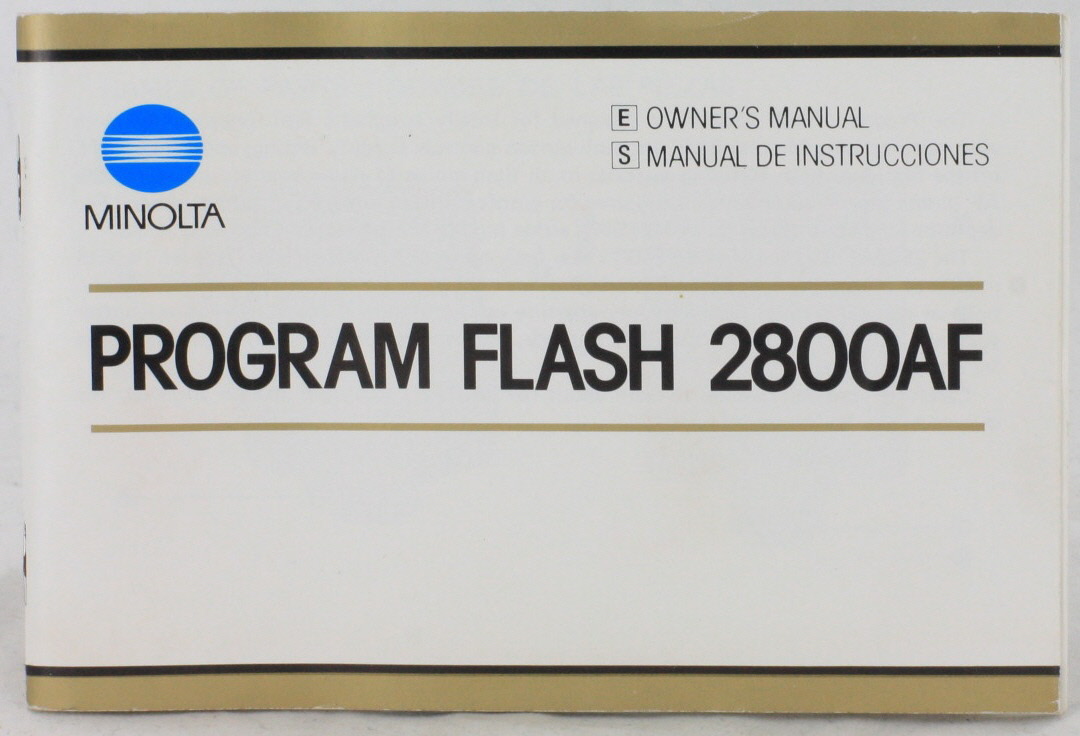 MINOLTA
E OWNER'S MANUAL
S MANUAL DE INSTRUCCIONES
PROGRAM FLASH 2800AF